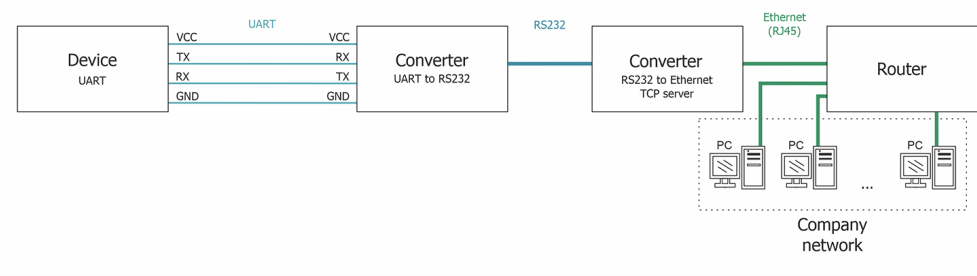 UART
RS232
Ethernet
(RJ45)
Device
UART
VCC
TX
RX
GND
VCC
RX
TX
GND
Converter
UART to RS232
Converter
RS232 to Ethernet
TCP server
Router
PC
PC
...
PC
Company
network